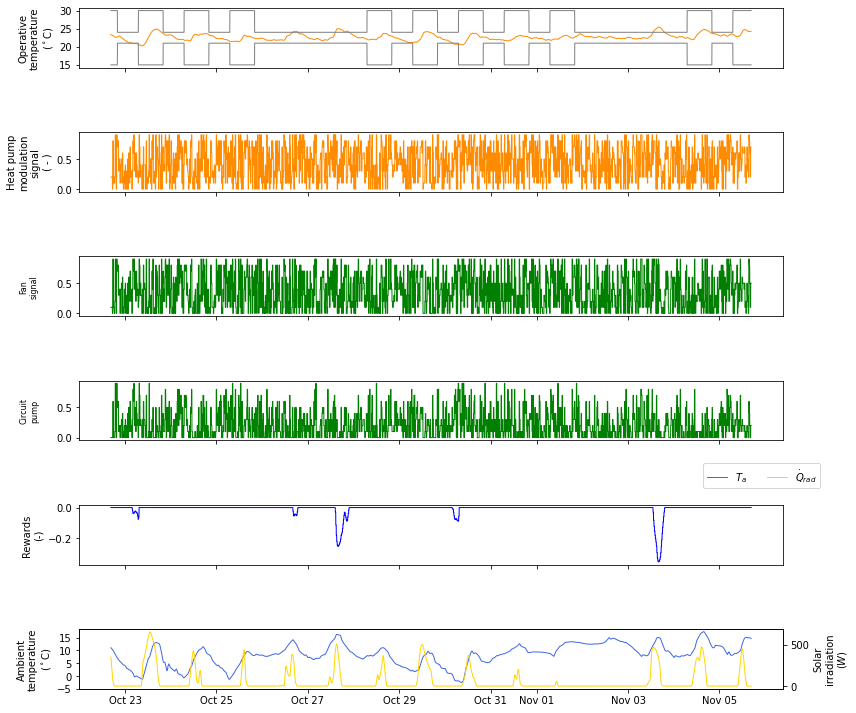 Operative
temperature
(°C)
30
25
20
15
Heat pump
modulation
signal
( - )
0.5
0.0
Fan
signal
0.5
0.0
Circuit
pump
0.5
0.0
T_a
Q̇_rad
Rewards
(-)
0.0
−0.2
Ambient
temperature
(°C)
15
10
5
0
−5
500
0
Solar
irradiation
(W)
Oct 23
Oct 25
Oct 27
Oct 29
Oct 31
Nov 01
Nov 03
Nov 05